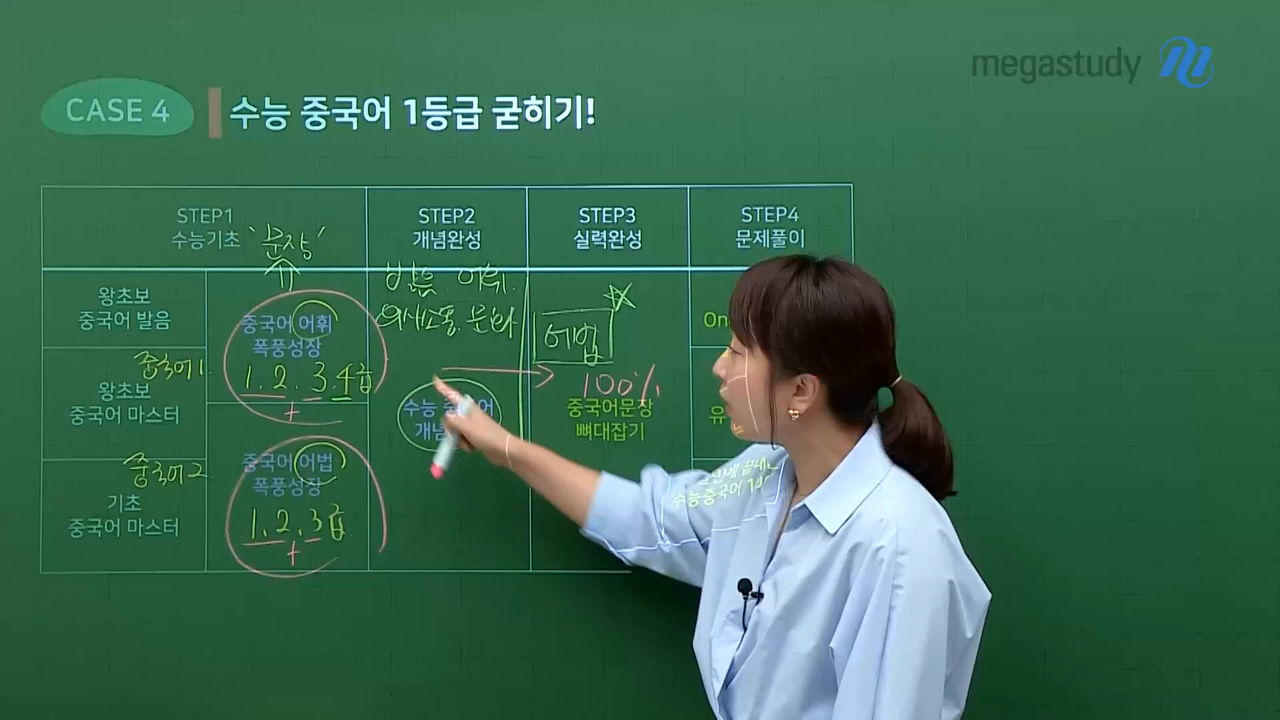 megastudy
CASE 4
수능 중국어 1등급 굳히기!
STEP1
수능기초
'문장'
STEP2
개념완성
STEP3
실력완성
STEP4
문제풀이
왕초보
중국어 발음
중국어1
왕초보
중국어 마스터
중국어2
기초
중국어 마스터
중국어 어휘
폭풍성장
1. 2. 3. 4급
+
중국어 어법
폭풍성장
1. 2. 3급
+
발음 어휘
의사소통. 문화
수능
어법
100%
중국어문장
뼈대잡기
수능중국어